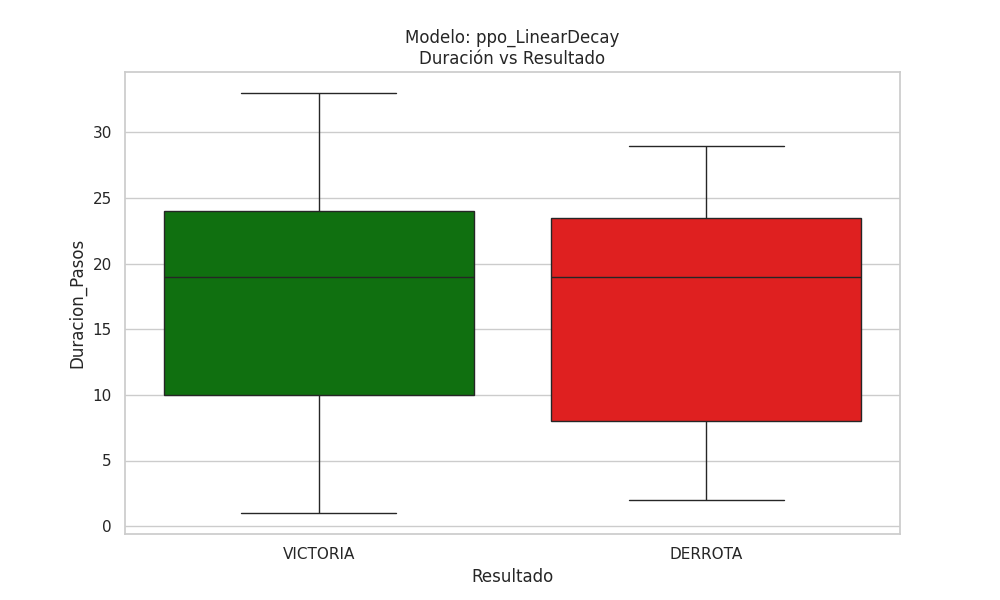 Modelo: ppo_LinearDecay
Duración vs Resultado
Duracion_Pasos
30
25
20
15
10
5
0
VICTORIA
DERROTA
Resultado